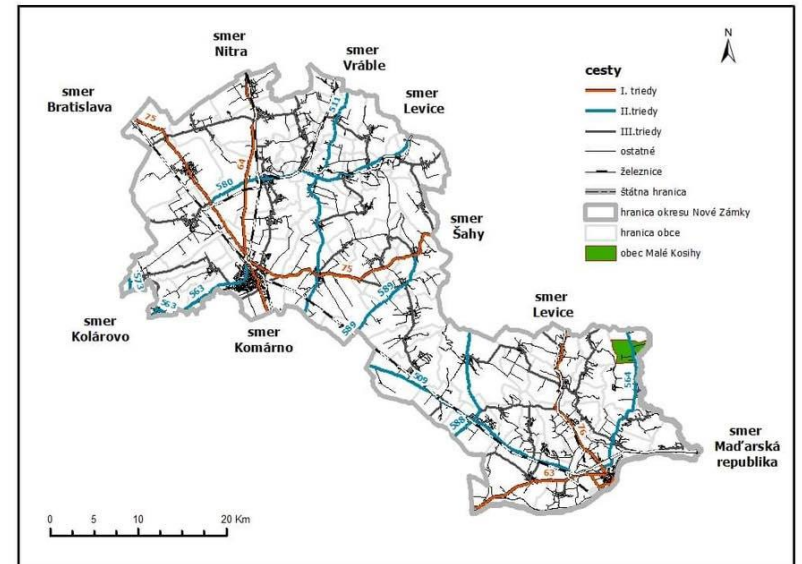 smer
Nitra
smer
Vráble
smer
Bratislava
smer
Levice
N
cesty
I. triedy
II.triedy
III.triedy
ostatné
železnice
štátna hranica
hranica okresu Nové Zámky
hranica obce
obec Malé Kosihy
75
64
511
580
smer
Šahy
75
589
563
563
563
589
smer
Kolárovo
smer
Komárno
smer
Levice
509
588
564
76
63
smer
Maďarská
republika
0 5 10 20 Km